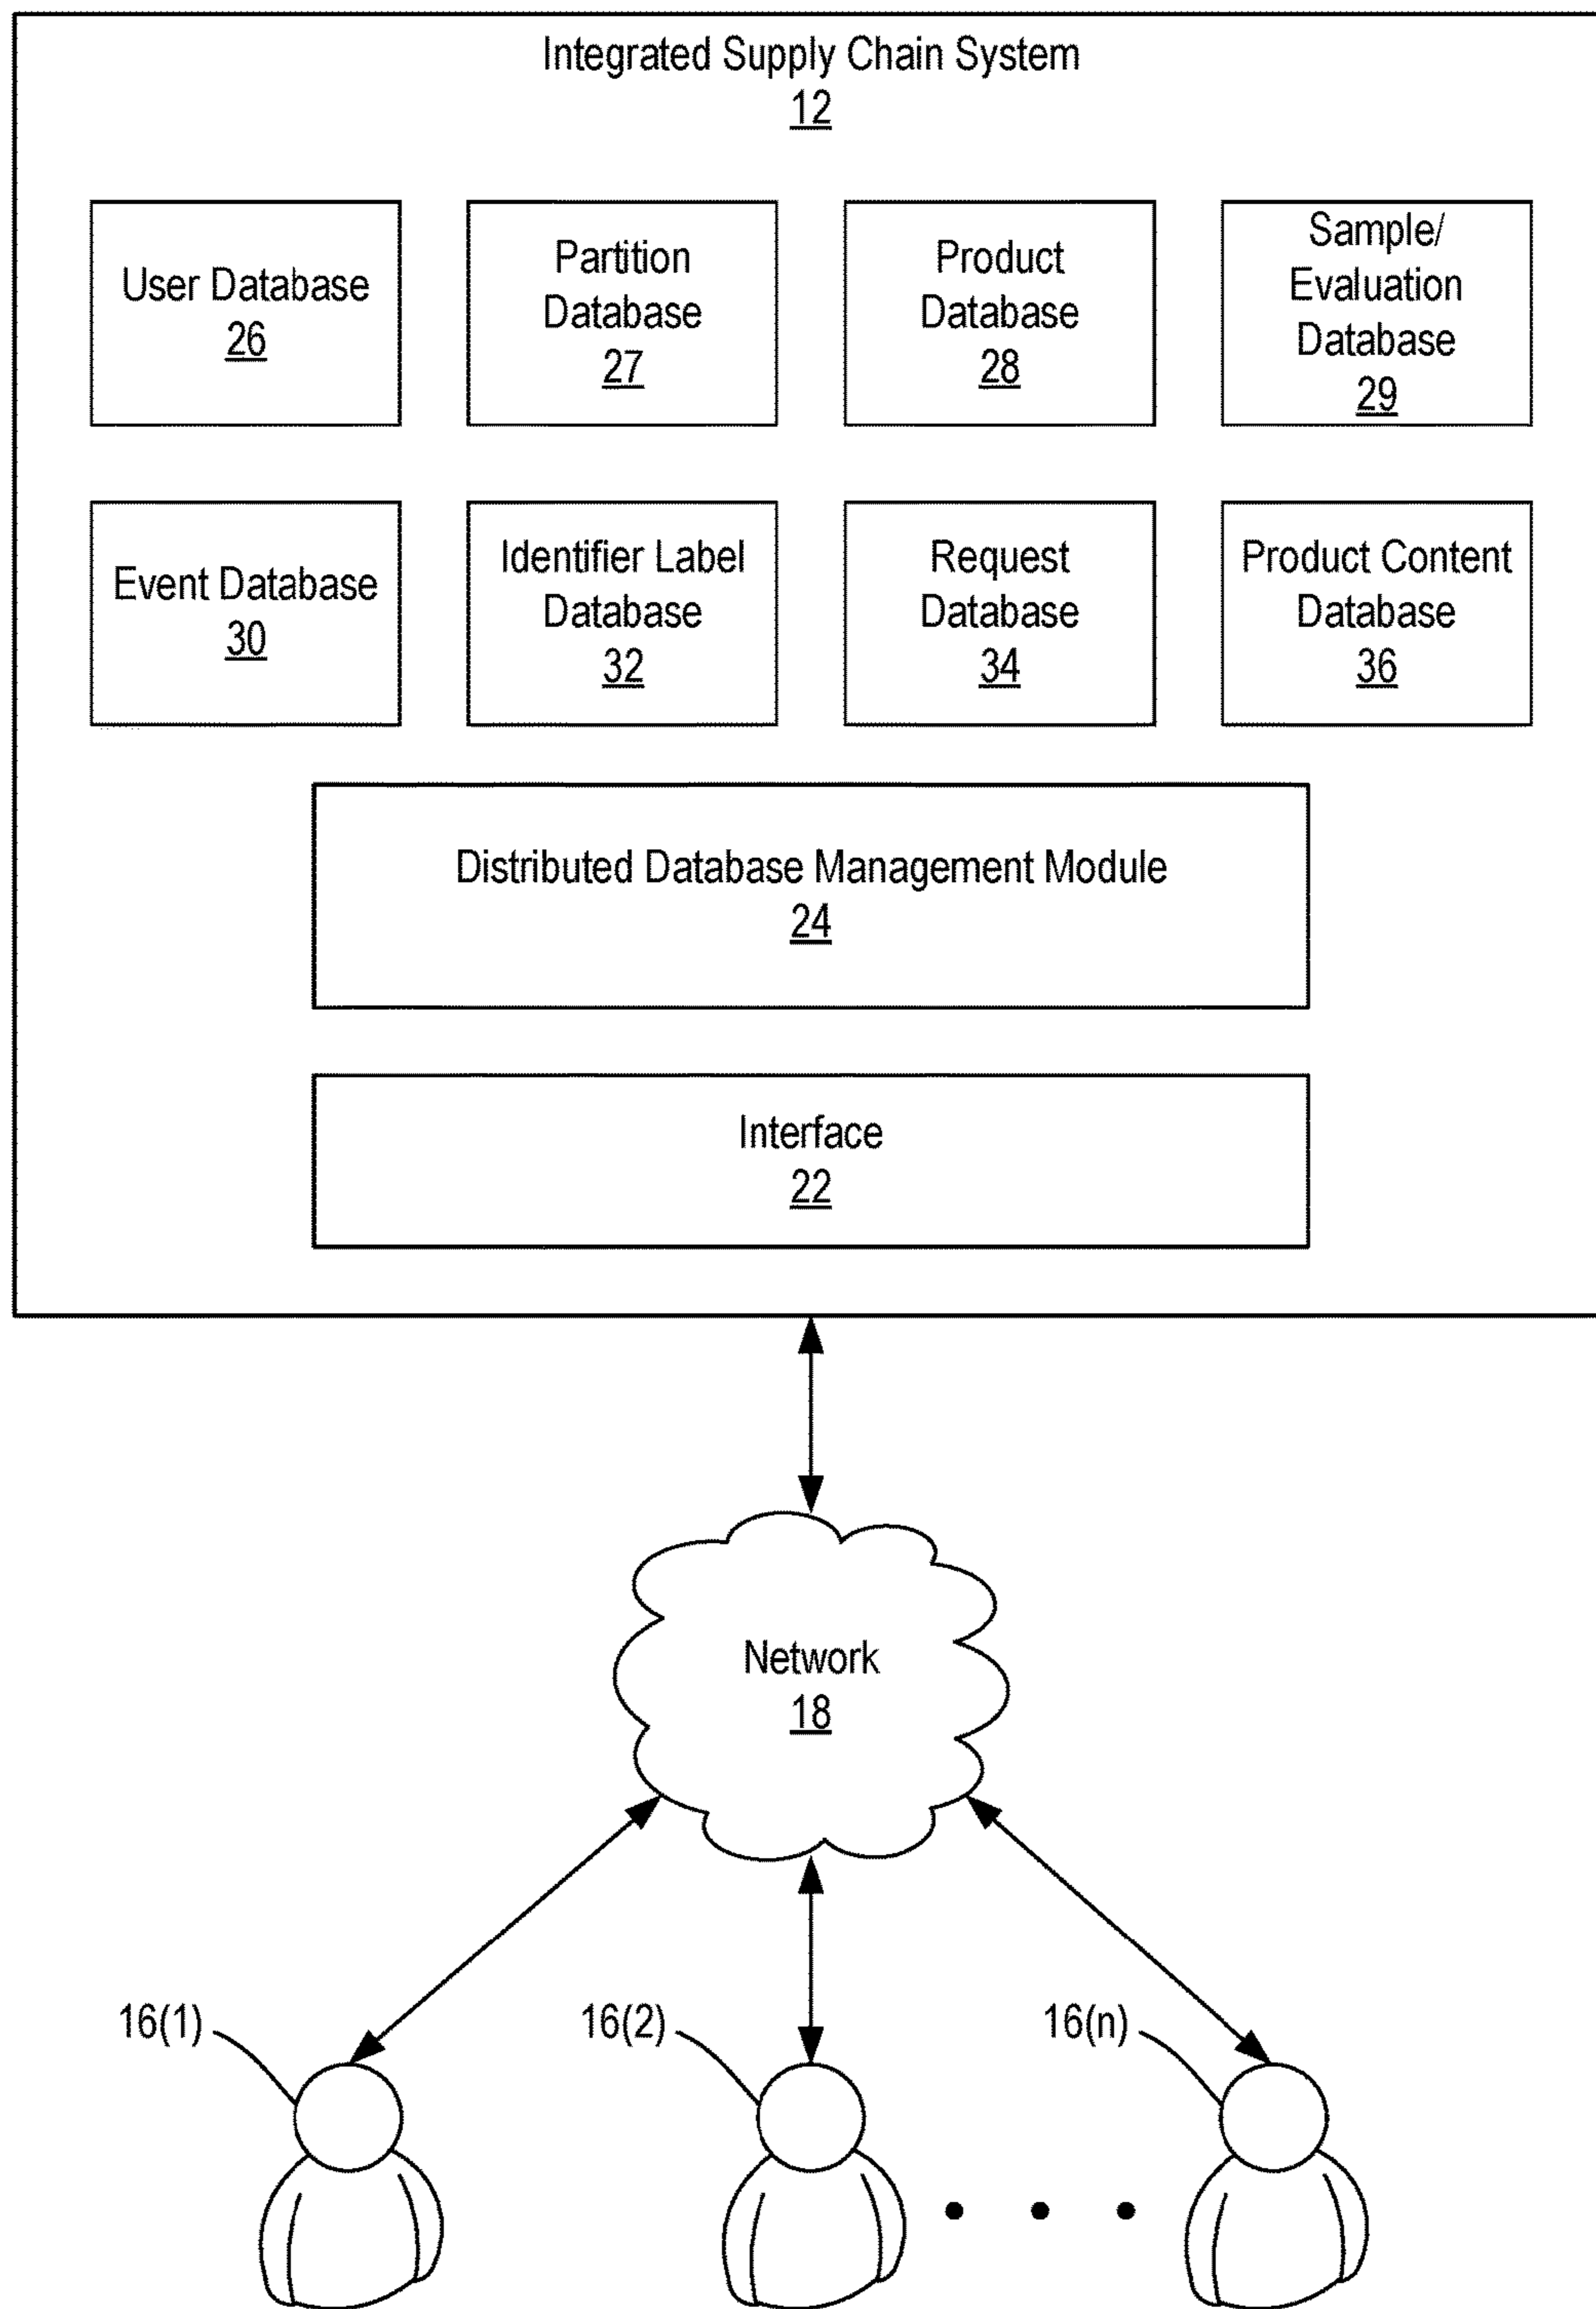 Integrated Supply Chain System
12
User Database
26
Partition
Database
27
Product
Database
28
Sample/
Evaluation
Database
29
Event Database
30
Identifier Label
Database
32
Request
Database
34
Product Content
Database
36
Distributed Database Management Module
24
Interface
22
Network
18
16(1)
16(2)
16(n)